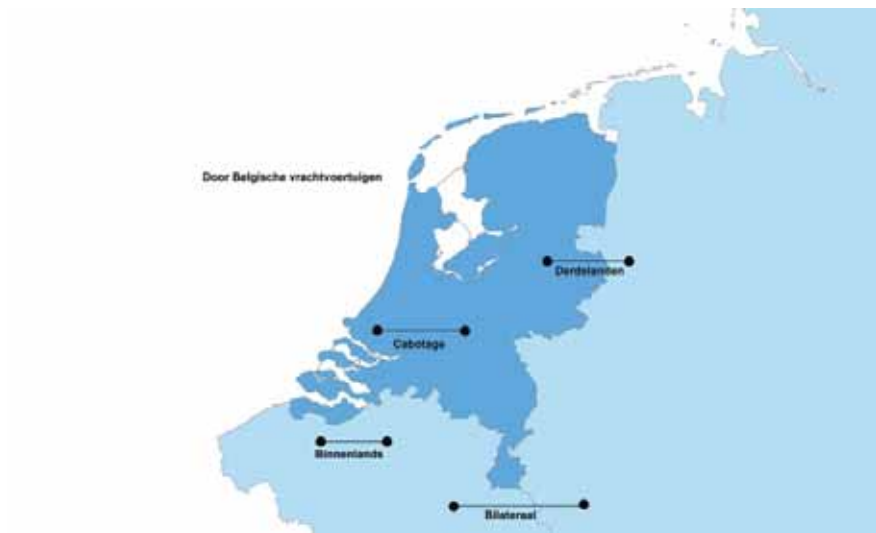 Door Belgische vrachtvoertuigen
Derdelanden
Cabotage
Binnenlands
Bilateraal